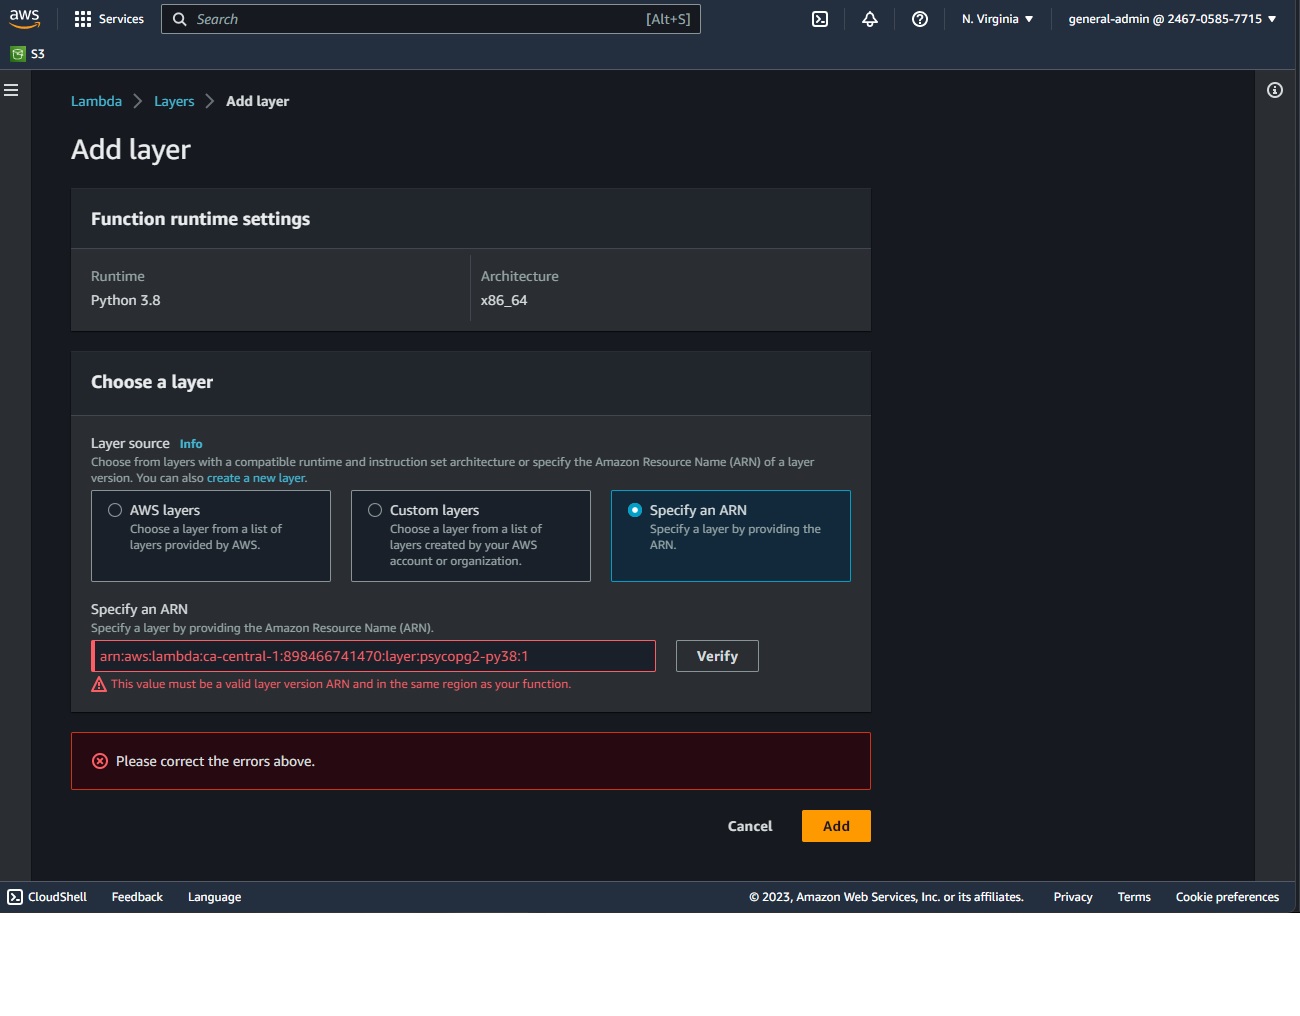 aws
Services
Search
[Alt+S]
N. Virginia
general-admin @ 2467-0585-7715
S3
Lambda
Layers
Add layer
Add layer
Function runtime settings
Runtime
Python 3.8
Architecture
x86_64
Choose a layer
Layer source Info
Choose from layers with a compatible runtime and instruction set architecture or specify the Amazon Resource Name (ARN) of a layer
version. You can also create a new layer.
AWS layers
Choose a layer from a list of
layers provided by AWS.
Custom layers
Choose a layer from a list of
layers created by your AWS
account or organization.
Specify an ARN
Specify a layer by providing the
ARN.
Specify an ARN
Specify a layer by providing the Amazon Resource Name (ARN).
arn:aws:lambda:ca-central-1:898466741470:layer:psycopg2-py38:1
Verify
This value must be a valid layer version ARN and in the same region as your function.
Please correct the errors above.
Cancel
Add
CloudShell
Feedback
Language
© 2023, Amazon Web Services, Inc. or its affiliates.
Privacy
Terms
Cookie preferences